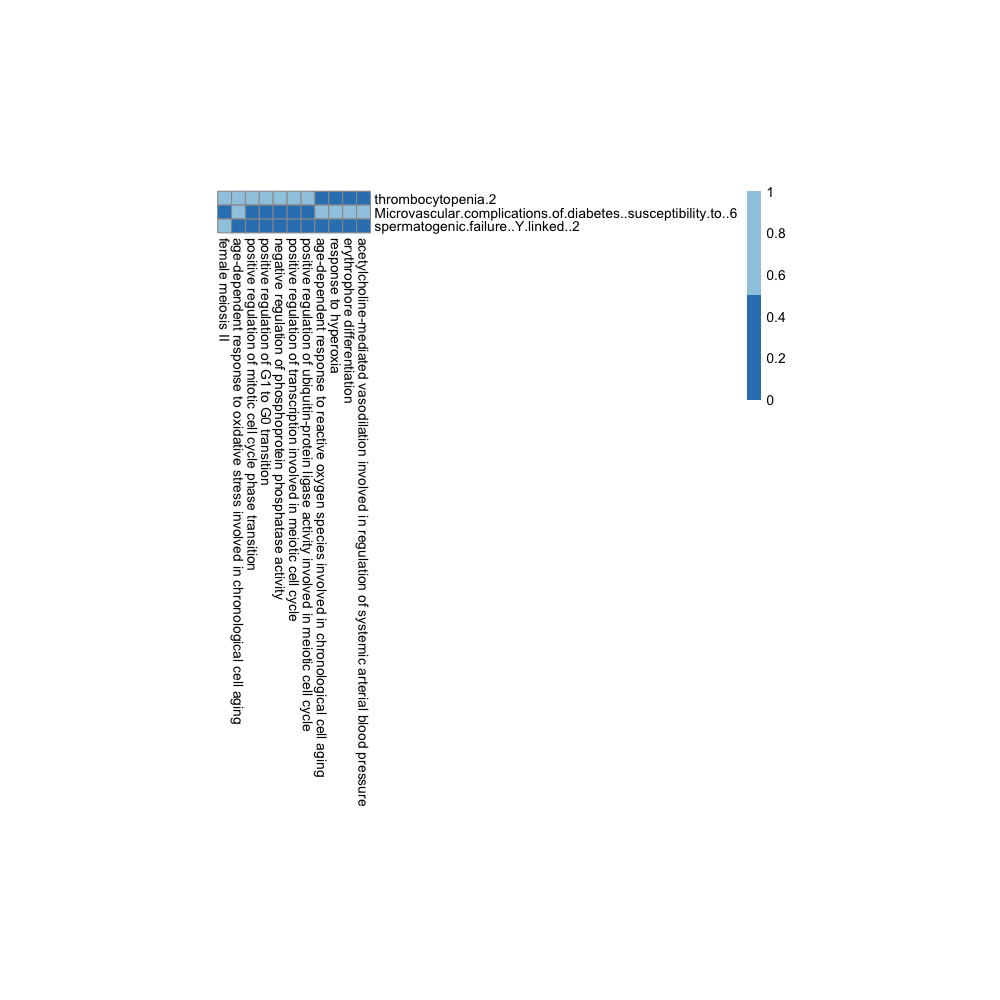 thrombocytopenia.2
Microvascular.complications.of.diabetes..susceptibility.to..6
spermatogenic.failure..Y.linked..2
1
0.8
0.6
0.4
0.2
0
female meiosis II
age-dependent response to oxidative stress involved in chronological cell aging
positive regulation of mitotic cell cycle phase transition
positive regulation of G1 to G0 transition
negative regulation of phosphoprotein phosphatase activity
positive regulation of transcription involved in meiotic cell cycle
positive regulation of ubiquitin-protein ligase activity involved in meiotic cell cycle
age-dependent response to reactive oxygen species involved in chronological cell aging
response to hyperoxia
erythrophore differentiation
acetylcholine-mediated vasodilation involved in regulation of systemic arterial blood pressure